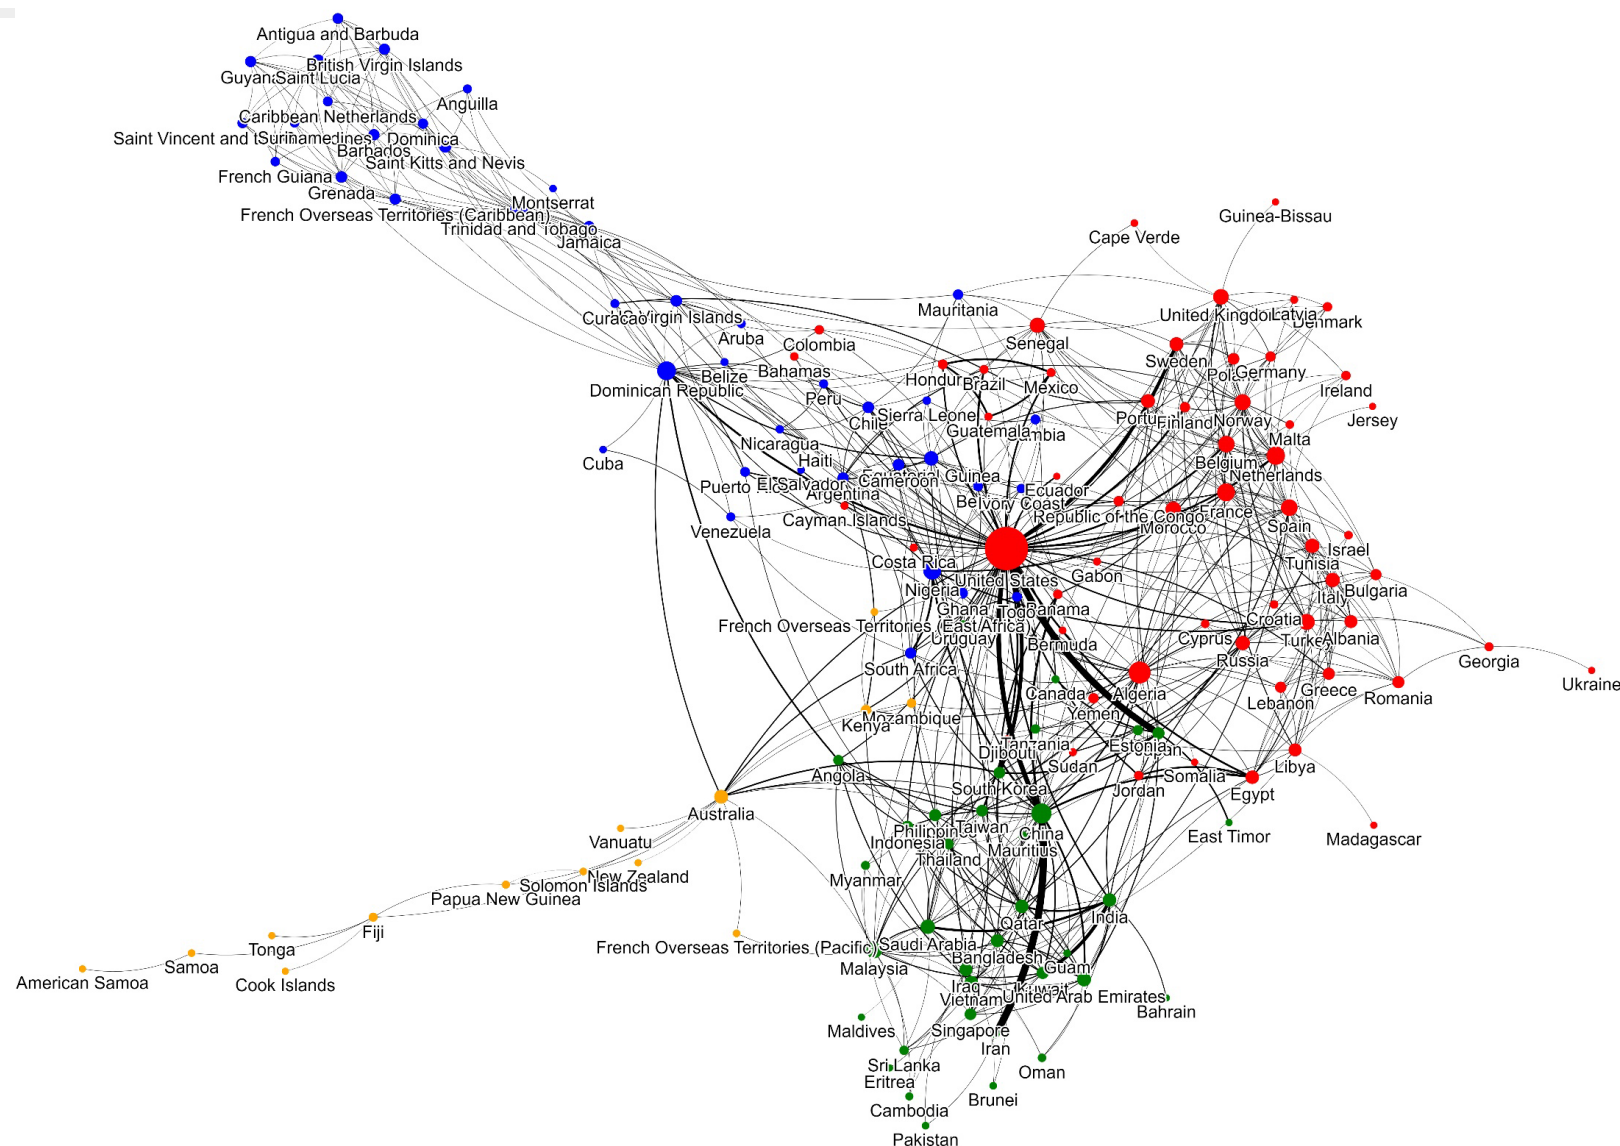 Antigua and Barbuda
British Virgin Islands
Saint Lucia
Anguilla
Caribbean Netherlands
Saint Vincent and
Dominica
Barbados
Saint Kitts and Nevis
French Guiana
Grenada
Montserrat
French Overseas Territories (Caribbean)
Trinidad and Tobago
Jamaica
Guinea-Bissau
Cape Verde
Mauritania
Curacao
Virgin Islands
United Kingdom
Latvia
Denmark
Aruba
Colombia
Senegal
Sweden
Germany
Bahamas
Belize
Dominican Republic
Peru
Brazil
Mexico
Ireland
Sierra Leone
Chile
Guatemala
Finland
Norway
Jersey
Malta
Nicaragua
Haiti
Cuba
Belgium
Netherlands
Puerto
El Salvador
Argentina
Cameroon
Equatorial Guinea
Ecuador
Ivory Coast
Republic of the Congo
France
Morocco
Spain
Cayman Islands
Venezuela
Israel
Tunisia
Costa Rica
United States
Gabon
Nigeria
Italy
Bulgaria
Ghana
Togo
Panama
Croatia
French Overseas Territories (East Africa)
Uruguay
Bermuda
Cyprus
Turkey
Albania
Russia
Georgia
South Africa
Ukraine
Canada
Algeria
Greece
Lebanon
Romania
Yemen
Mozambique
Kenya
Tanzania
Djibouti
Estonia
Sudan
Libya
Angola
Somalia
South Korea
Jordan
Egypt
Australia
Philippines
Taiwan
China
East Timor
Vanuatu
Indonesia
Mauritius
Madagascar
Thailand
New Zealand
Myanmar
Solomon Islands
Papua New Guinea
Qatar
India
Fiji
Tonga
French Overseas Territories (Pacific)
Saudi Arabia
Bangladesh
Samoa
Malaysia
Guam
American Samoa
Cook Islands
Iraq
Kuwait
Vietnam
United Arab Emirates
Bahrain
Maldives
Singapore
Iran
Sri Lanka
Oman
Eritrea
Brunei
Cambodia
Pakistan